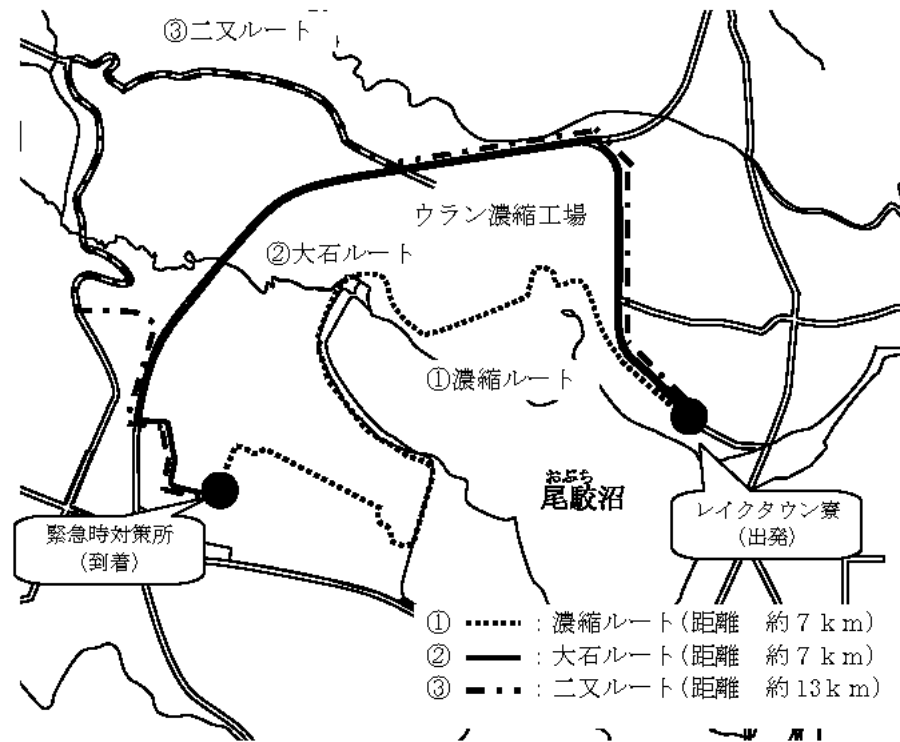 ③二又ルート
ウラン濃縮工場
②大石ルート
①濃縮ルート
おぶち
尾駮沼
レイクタウン寮
(出発)
緊急時対策所
(到着)
① : 濃縮ルート(距離 約7km)
② : 大石ルート(距離 約7km)
③ : 二又ルート(距離 約13km)